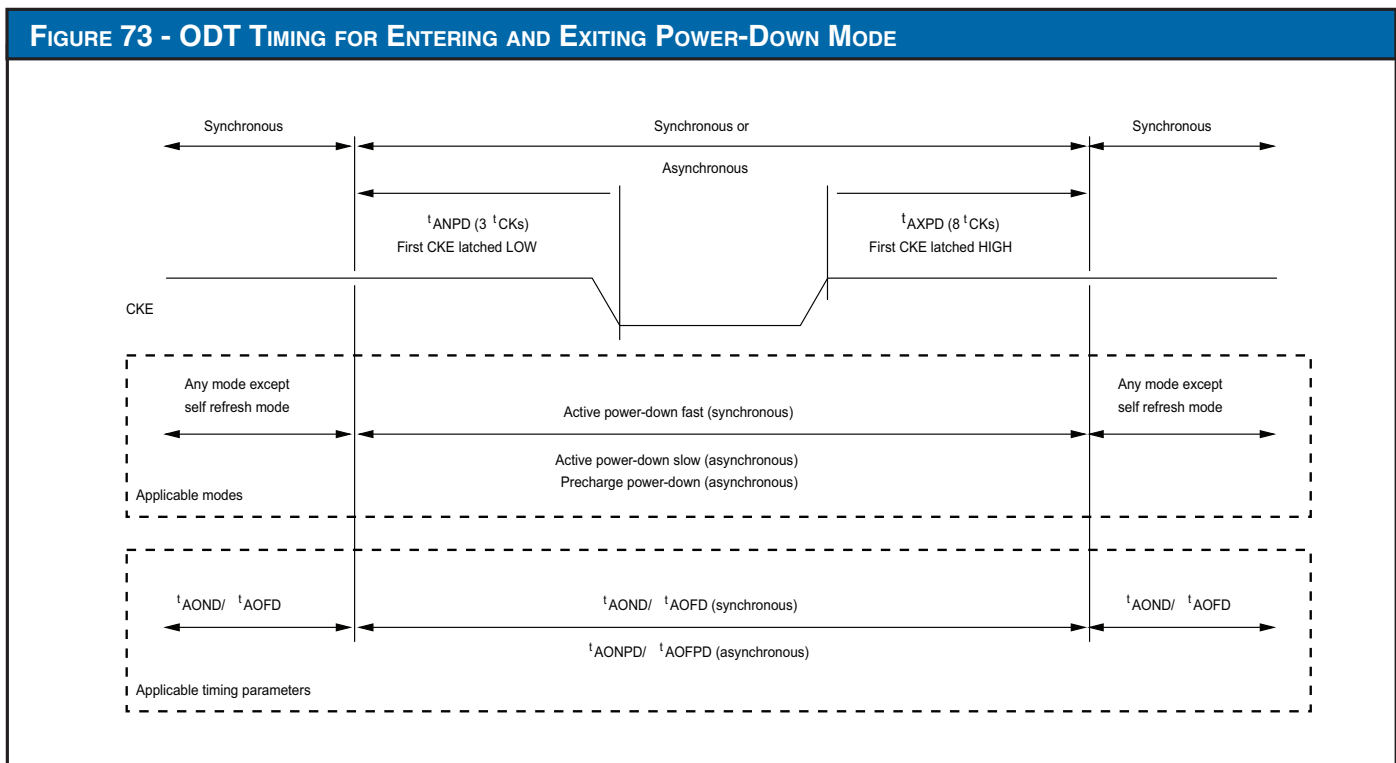 FIGURE 73 - ODT TIMING FOR ENTERING AND EXITING POWER-DOWN MODE
Synchronous
Synchronous or
Synchronous
Asynchronous
tANPD (3 tCKs)
First CKE latched LOW
tAXPD (8 tCKs)
First CKE latched HIGH
CKE
Any mode except
self refresh mode
Active power-down fast (synchronous)
Any mode except
self refresh mode
Active power-down slow (asynchronous)
Precharge power-down (asynchronous)
Applicable modes
tAOND/ tAOFD
tAOND/ tAOFD (synchronous)
tAOND/ tAOFD
tAONPD/ tAOFPD (asynchronous)
Applicable timing parameters